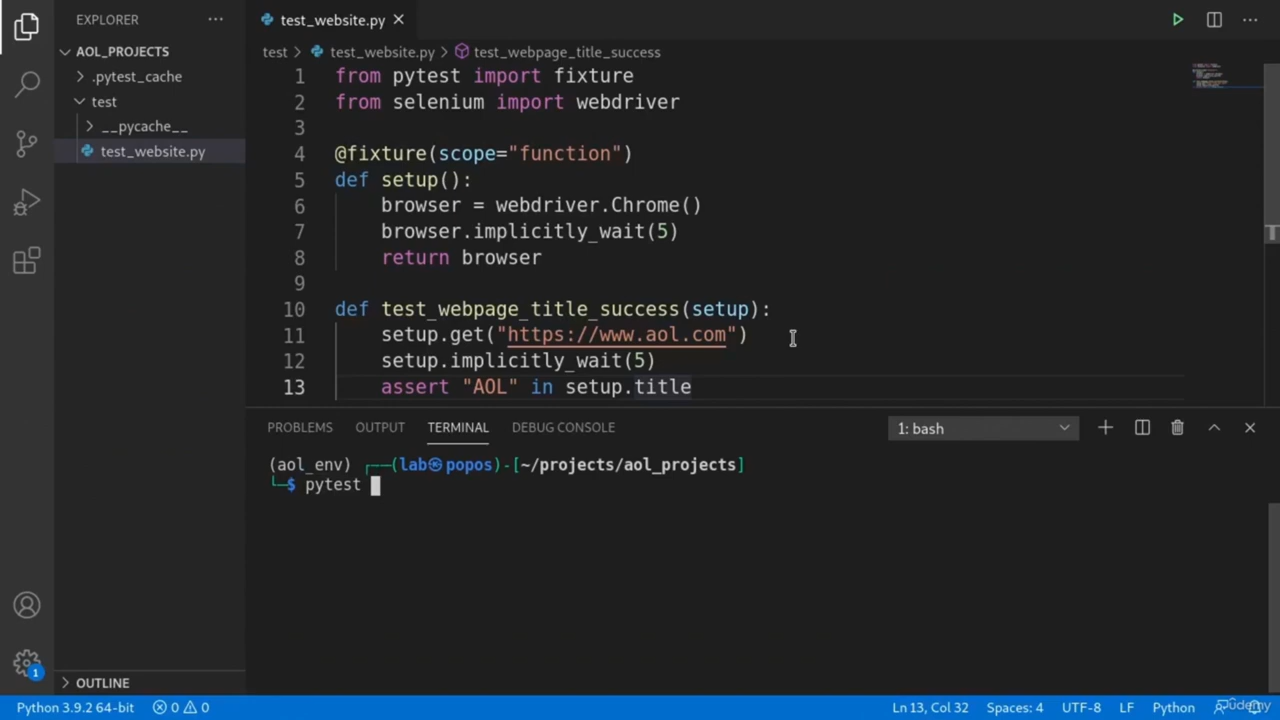 EXPLORER
AOL_PROJECTS
.pytest_cache
test
__pycache__
test_website.py
OUTLINE
test_website.py
test > test_website.py > test_webpage_title_success
1 from pytest import fixture
2 from selenium import webdriver
3
4 @fixture(scope="function")
5 def setup():
6 browser = webdriver.Chrome()
7 browser.implicitly_wait(5)
8 return browser
9
10 def test_webpage_title_success(setup):
11 setup.get("https://www.aol.com")
12 setup.implicitly_wait(5)
13 assert "AOL" in setup.title
PROBLEMS OUTPUT TERMINAL DEBUG CONSOLE 1: bash
(aol_env) ┌──(lab㉿popos)-[~/projects/aol_projects]
└─$ pytest
1
Python 3.9.2 64-bit 0 0 Ln 13, Col 32 Spaces: 4 UTF-8 LF Python
Udemy